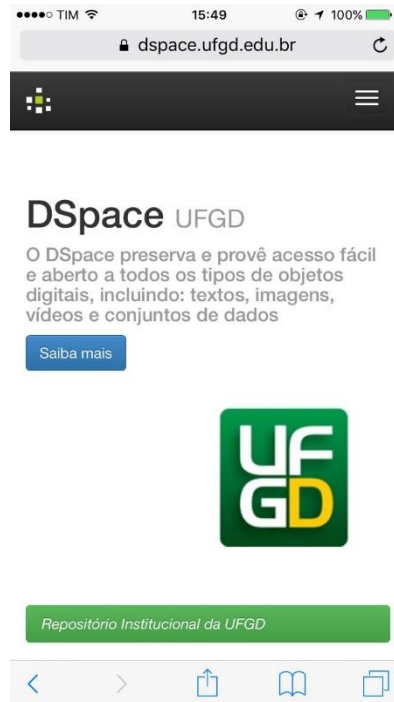 TIM 15:49 100%
dspace.ufgd.edu.br
DSpace UFGD
O DSpace preserva e provê acesso fácil
e aberto a todos os tipos de objetos
digitais, incluindo: textos, imagens,
vídeos e conjuntos de dados
Saiba mais
UF
GD
Repositório Institucional da UFGD